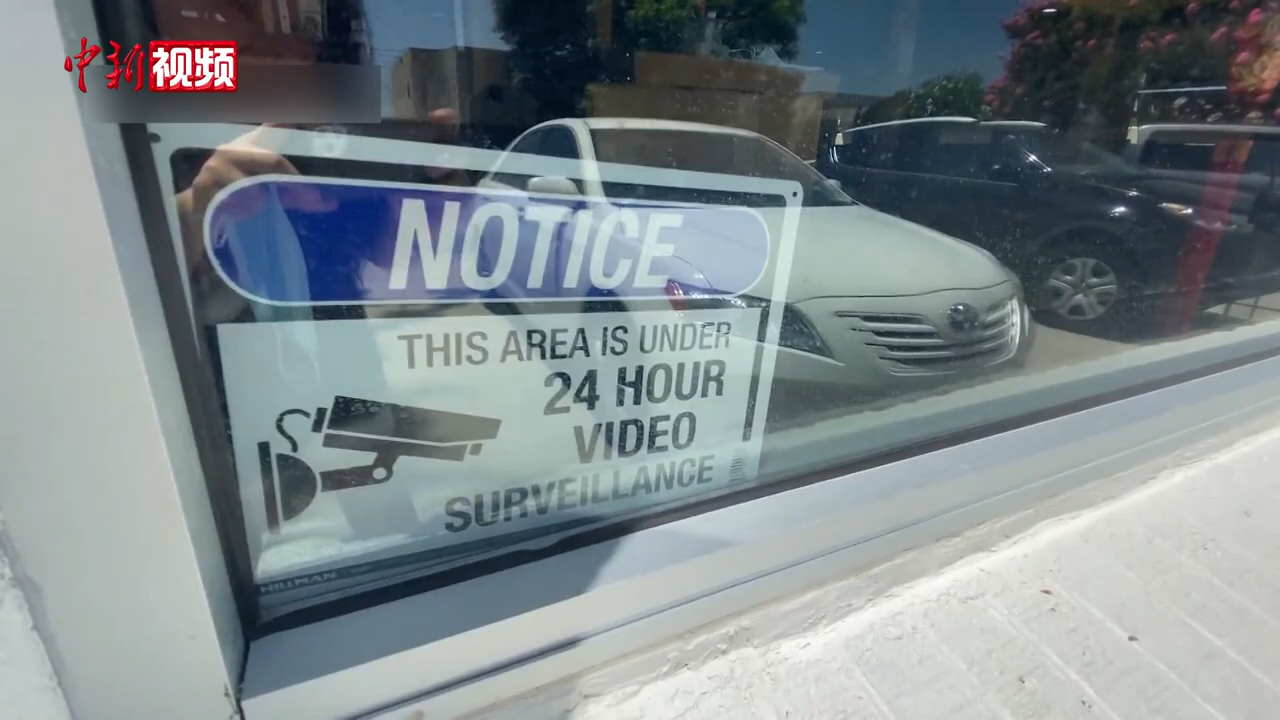 中新视频
NOTICE
THIS AREA IS UNDER
24 HOUR
VIDEO
SURVEILLANCE
HILLMAN